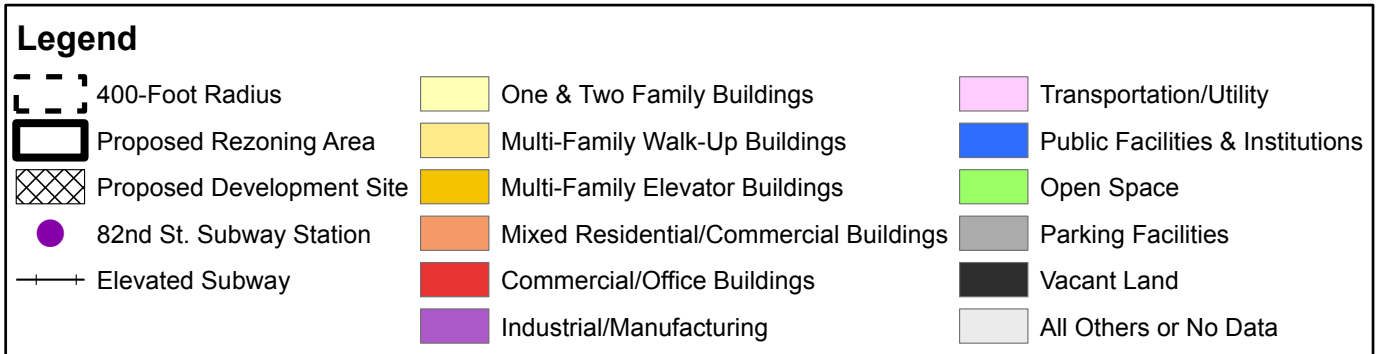 Legend
400-Foot Radius
Proposed Rezoning Area
Proposed Development Site
82nd St. Subway Station
Elevated Subway
One & Two Family Buildings
Multi-Family Walk-Up Buildings
Multi-Family Elevator Buildings
Mixed Residential/Commercial Buildings
Commercial/Office Buildings
Industrial/Manufacturing
Transportation/Utility
Public Facilities & Institutions
Open Space
Parking Facilities
Vacant Land
All Others or No Data